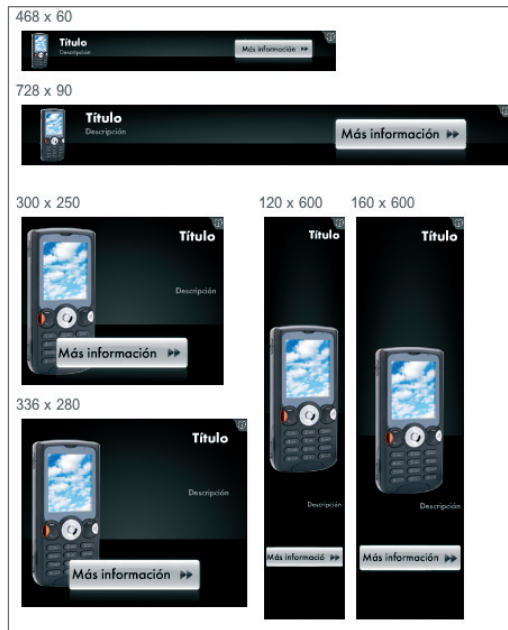 468 x 60
Título
Descripción
Más información
728 x 90
Título
Descripción
Más información
300 x 250
Título
Descripción
Más información
120 x 600
Título
Descripción
Más informació
160 x 600
Título
Descripción
Más información
336 x 280
Título
Descripción
Más información